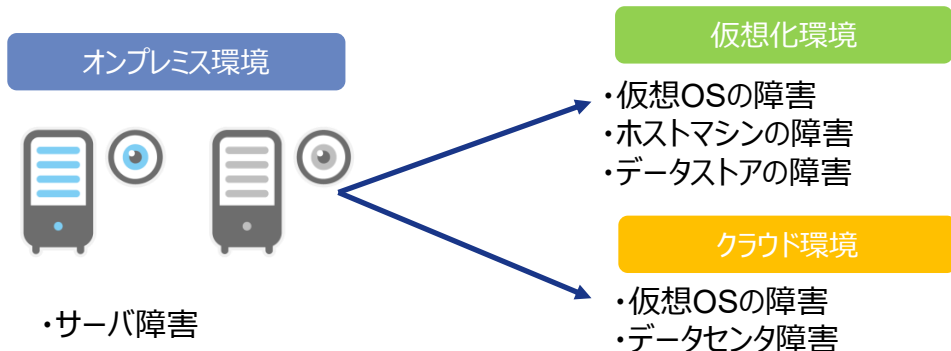 オンプレミス環境
・サーバ障害
仮想化環境
・仮想OSの障害
・ホストマシンの障害
・データストアの障害
クラウド環境
・仮想OSの障害
・データセンタ障害